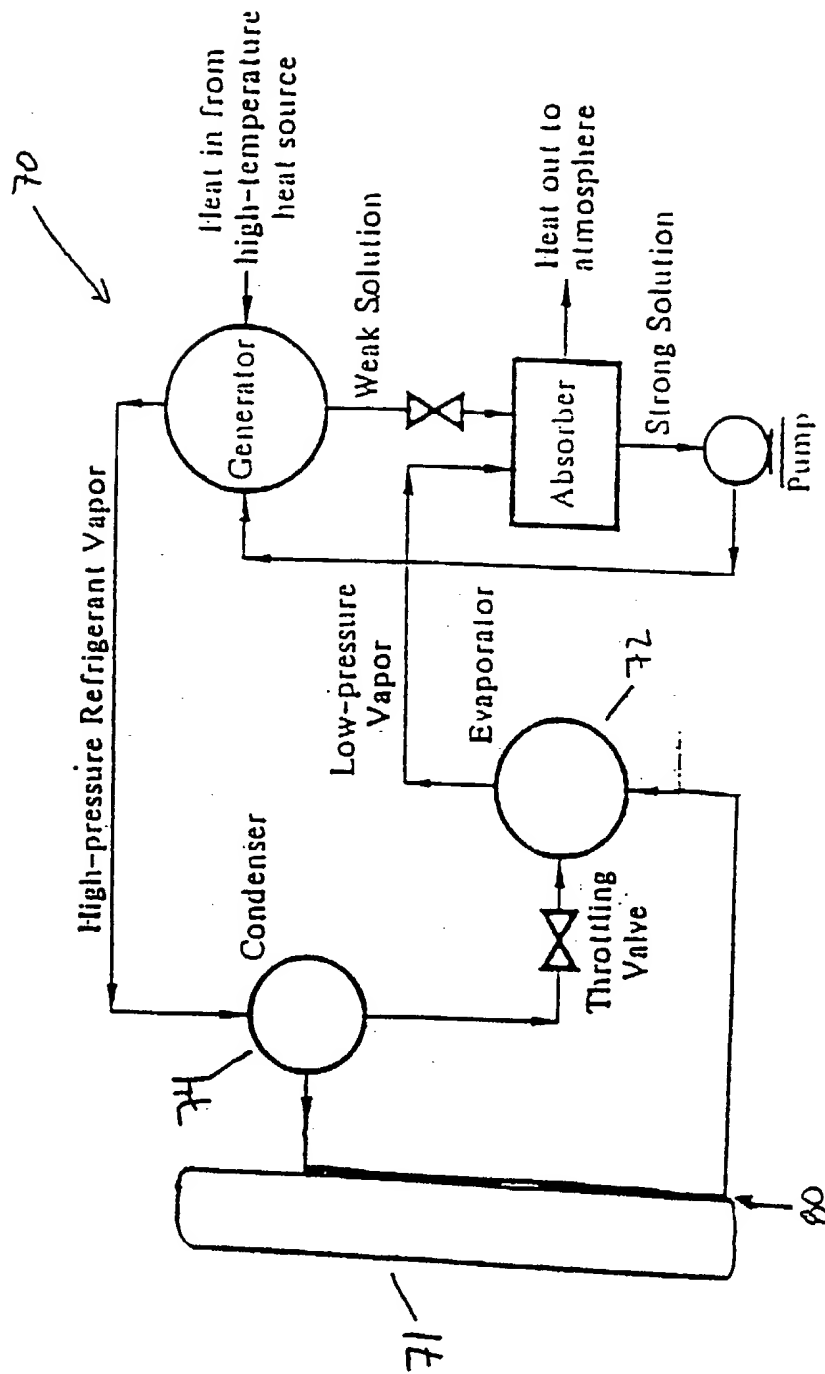 70
High-pressure Refrigerant Vapor
Generator
Heat in from
high-temperature
heat source
Weak Solution
Condenser
74
Low-pressure
Vapor
Absorber
Heat out to
atmosphere
Strong Solution
Evaporator
72
Throttling
Valve
Pump
71
80